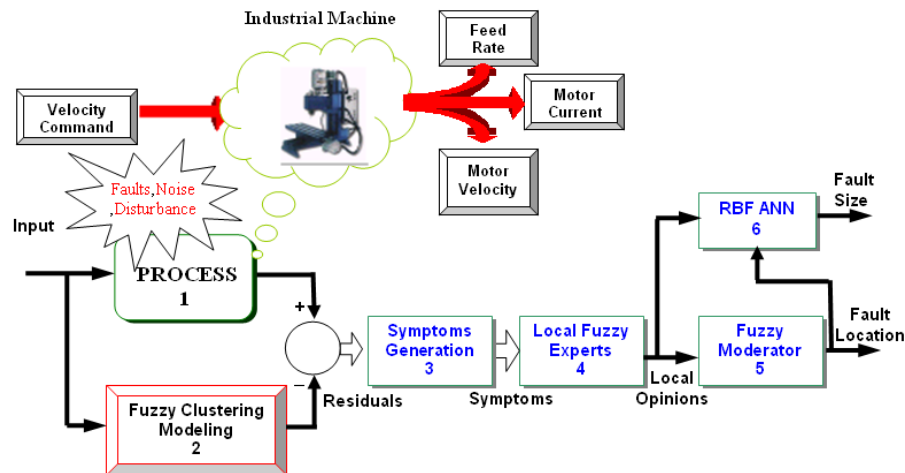 Industrial Machine
Feed
Rate
Velocity
Command
Motor
Current
Motor
Velocity
Faults,Noise
,Disturbance
Input
PROCESS
1
+
−
Fuzzy Clustering
Modeling
2
Residuals
Symptoms
Generation
3
Symptoms
Local Fuzzy
Experts
4
Local
Opinions
RBF ANN
6
Fault
Size
Fuzzy
Moderator
5
Fault
Location